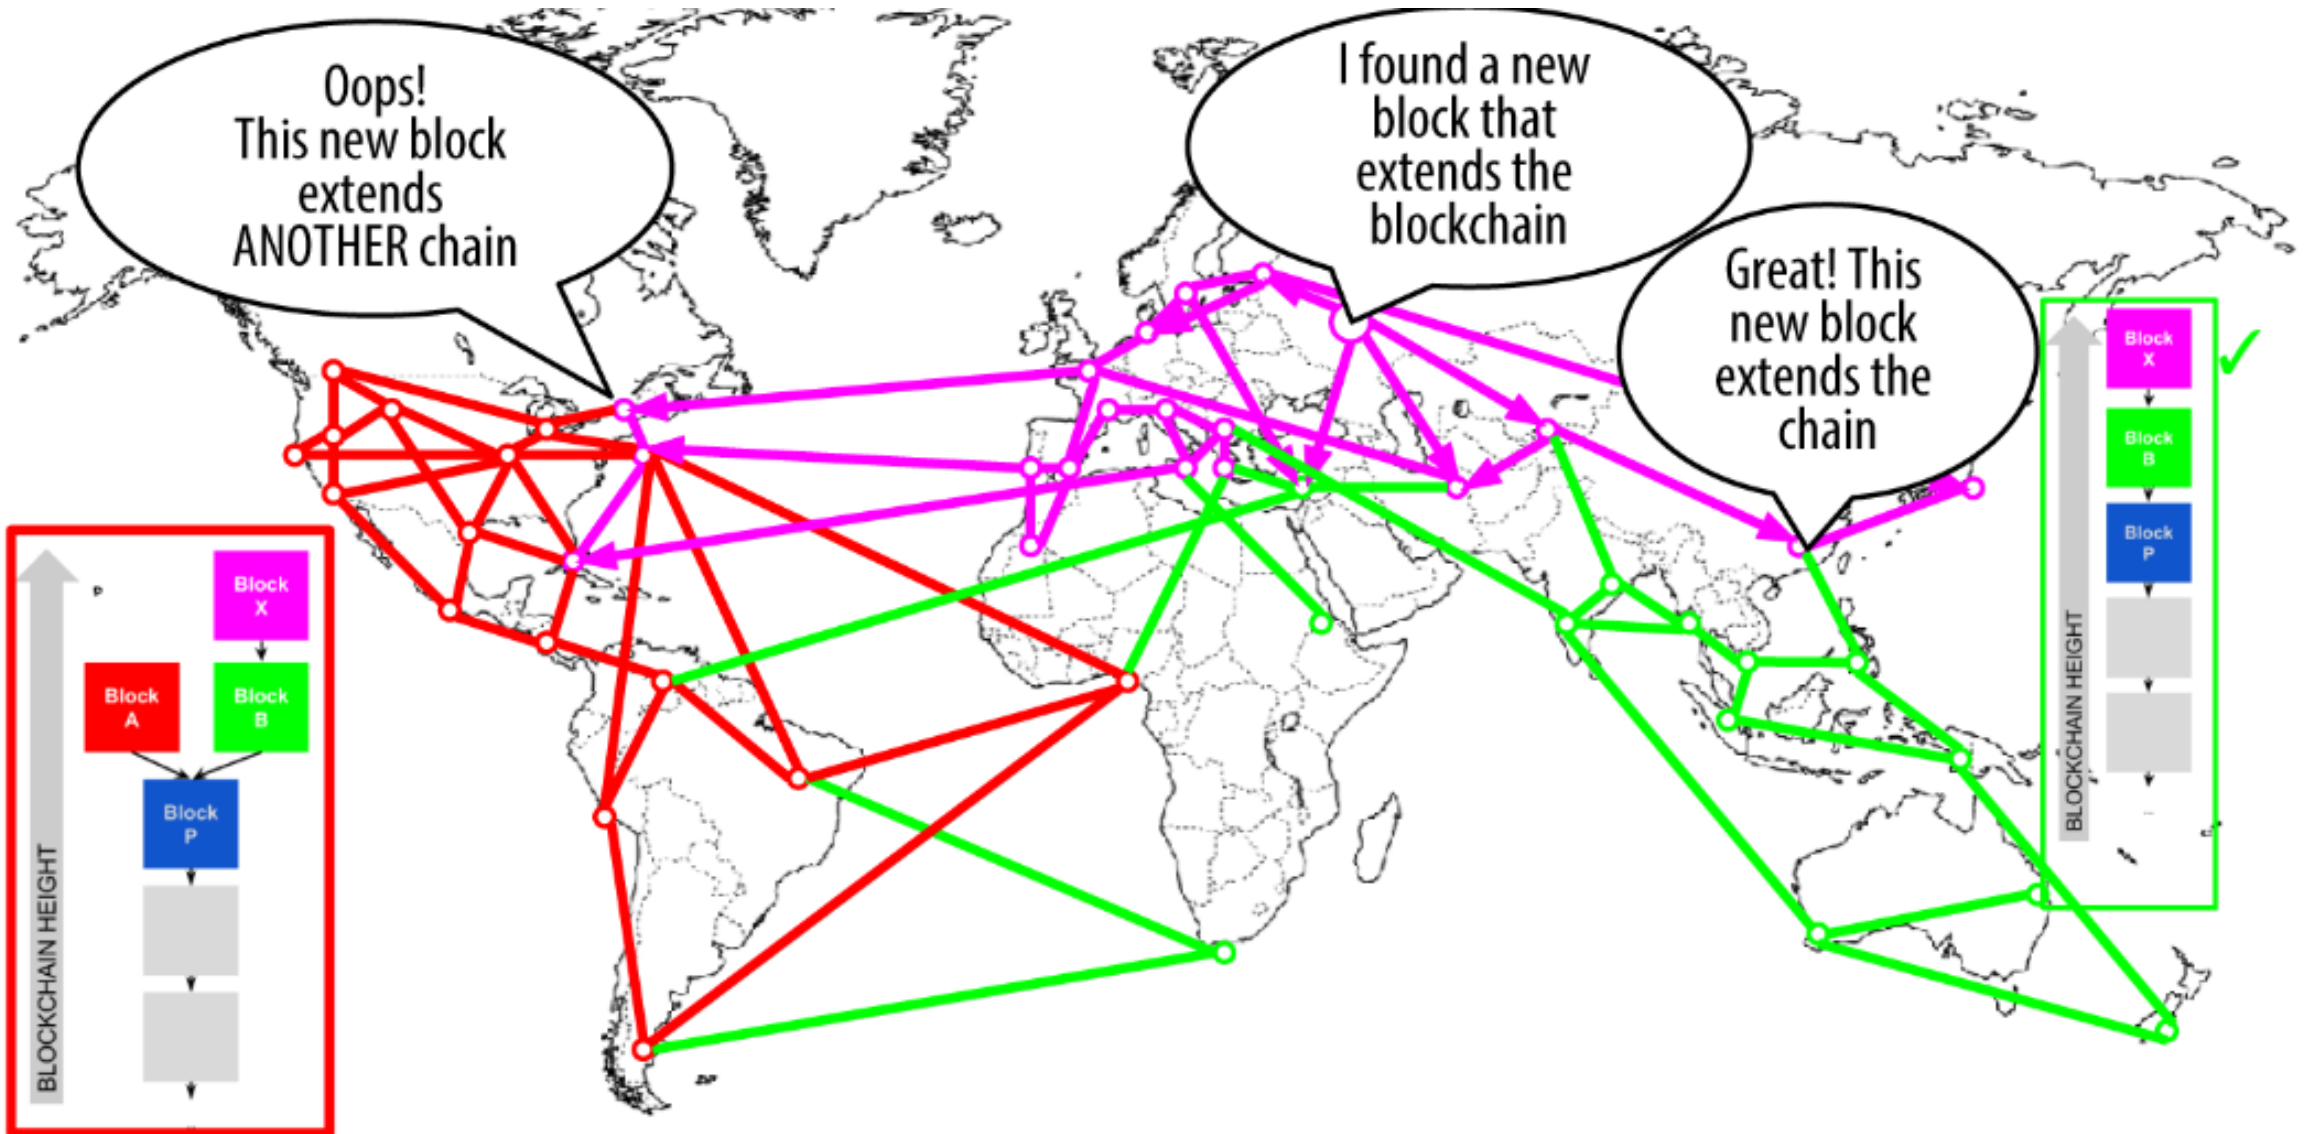 Oops!
This new block
extends
ANOTHER chain
I found a new
block that
extends the
blockchain
Great! This
new block
extends the
chain
Block
X
Block
A
Block
B
Block
P
BLOCKCHAIN HEIGHT
Block
X
✓
Block
B
Block
P
BLOCKCHAIN HEIGHT